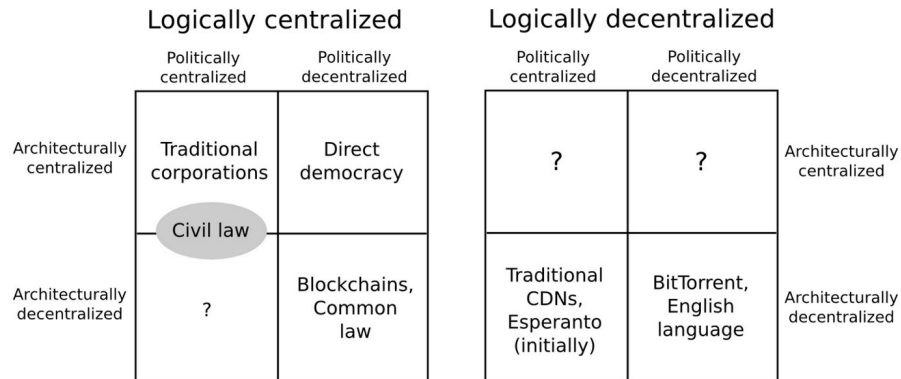 Logically centralized
Logically decentralized
Politically
centralized
Politically
decentralized
Politically
centralized
Politically
decentralized
Architecturally
centralized
Traditional
corporations
Direct
democracy
?
?
Architecturally
centralized
Civil law
Architecturally
decentralized
?
Blockchains,
Common
law
Traditional
CDNs,
Esperanto
(initially)
BitTorrent,
English
language
Architecturally
decentralized